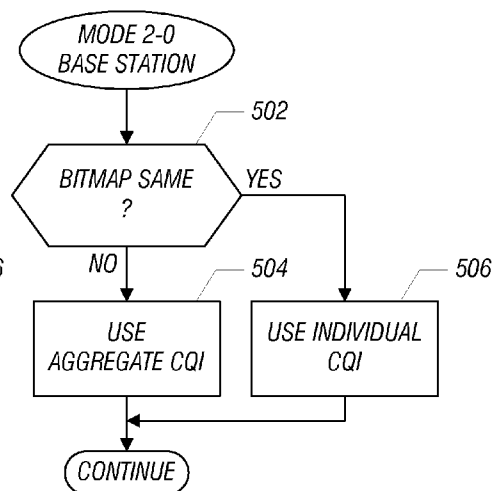 MODE 2-0
BASE STATION
502
BITMAP SAME
?
YES
NO
504
506
USE
AGGREGATE CQI
USE INDIVIDUAL
CQI
CONTINUE